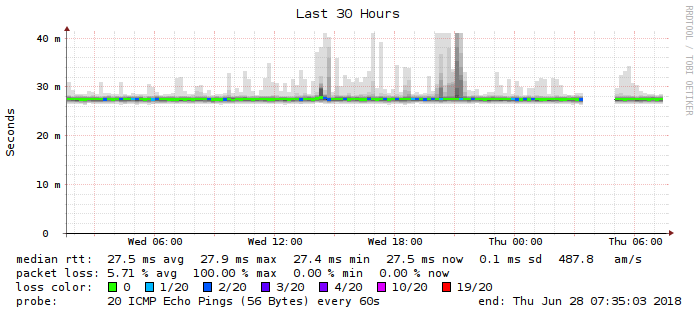 Last 30 Hours
RRDTOOL / TOBI OETIKER
40 m
30 m
20 m
10 m
0
Seconds
Wed 06:00 Wed 12:00 Wed 18:00 Thu 00:00 Thu 06:00
median rtt: 27.5 ms avg 27.9 ms max 27.4 ms min 27.5 ms now 0.1 ms sd 487.8 am/s
packet loss: 5.71 % avg 100.00 % max 0.00 % min 0.00 % now
loss color: 0 1/20 2/20 3/20 4/20 10/20 19/20
probe: 20 ICMP Echo Pings (56 Bytes) every 60s end: Thu Jun 28 07:35:03 2018